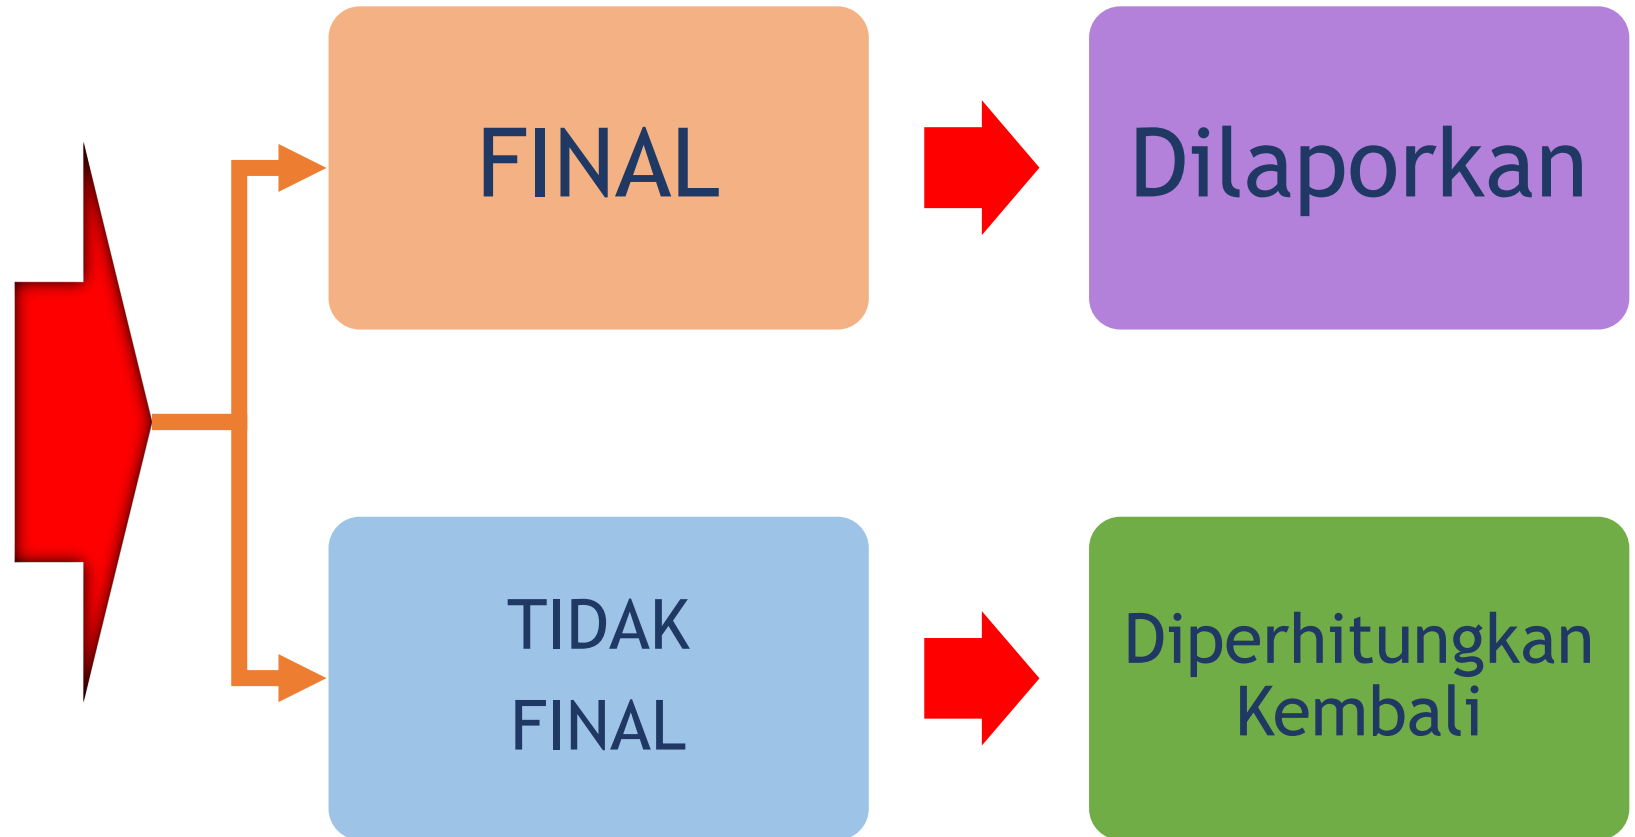 FINAL
Dilaporkan
TIDAK
FINAL
Diperhitungkan
Kembali